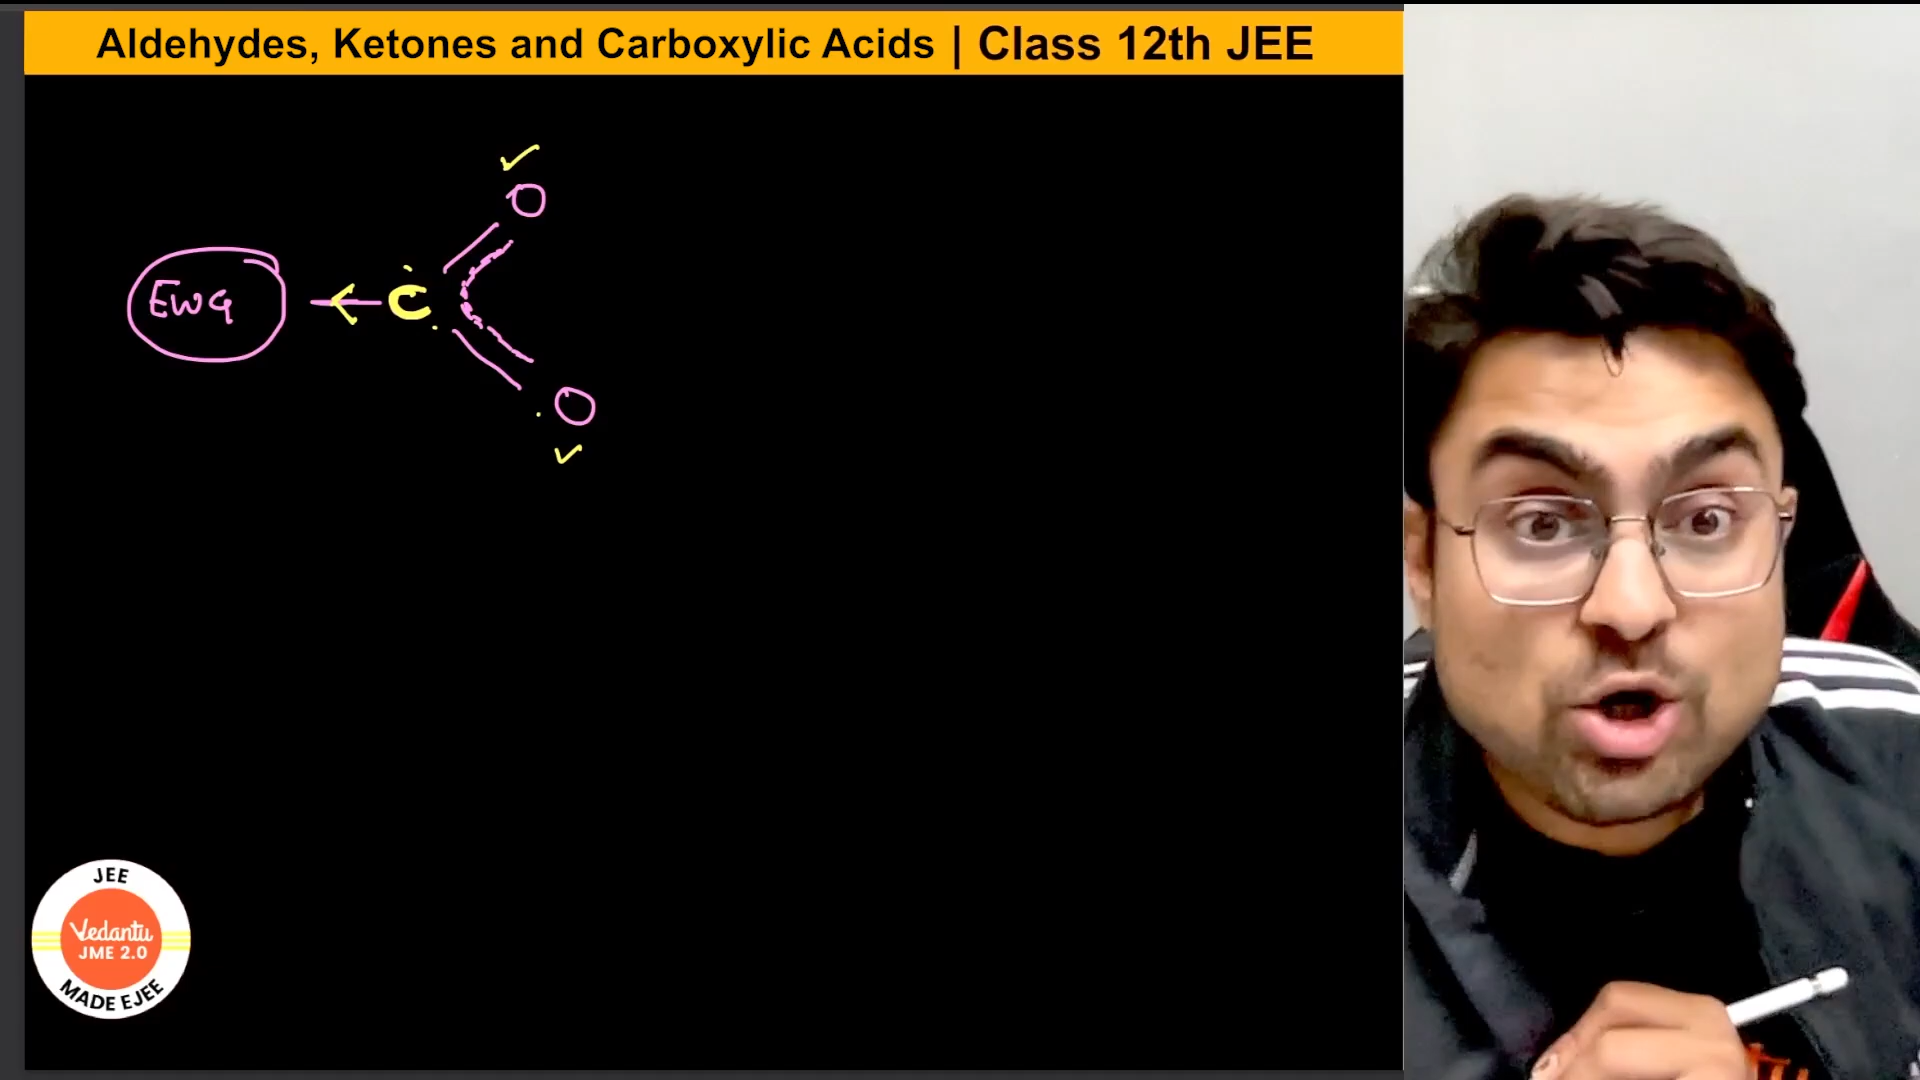 Aldehydes, Ketones and Carboxylic Acids | Class 12th JEE
O
EWG C
O
JEE
Vedantu
JME 2.0
MADE EJEE